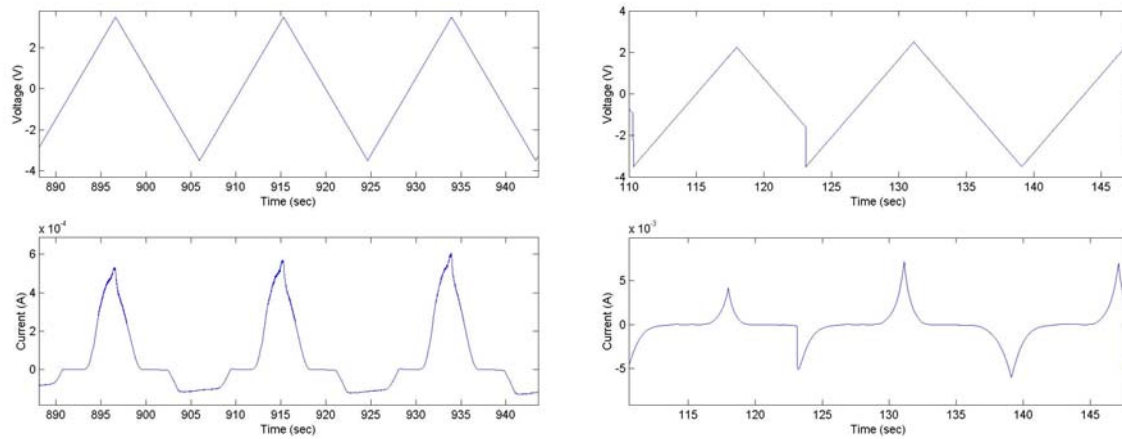 Voltage (V)
2
0
-2
-4
890 895 900 905 910 915 920 925 930 935 940
Time (sec)
Voltage (V)
4
2
0
-2
-4
110 115 120 125 130 135 140 145
Time (sec)
x 10^-4
Current (A)
6
4
2
0
890 895 900 905 910 915 920 925 930 935 940
Time (sec)
x 10^-3
Current (A)
5
0
-5
115 120 125 130 135 140 145
Time (sec)